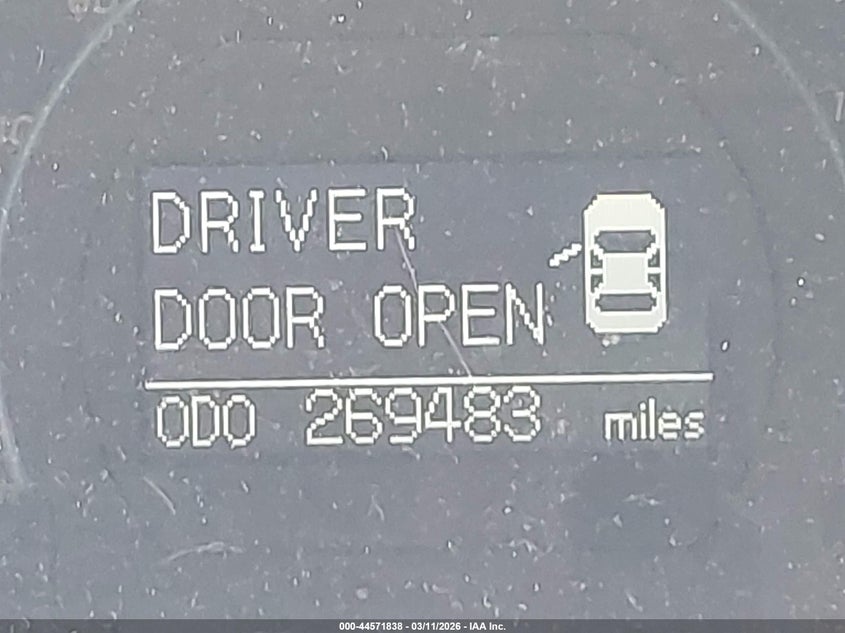 DRIVER
DOOR OPEN
ODO 269483 miles
000-44571838 - 03/11/2026 - IAA Inc.